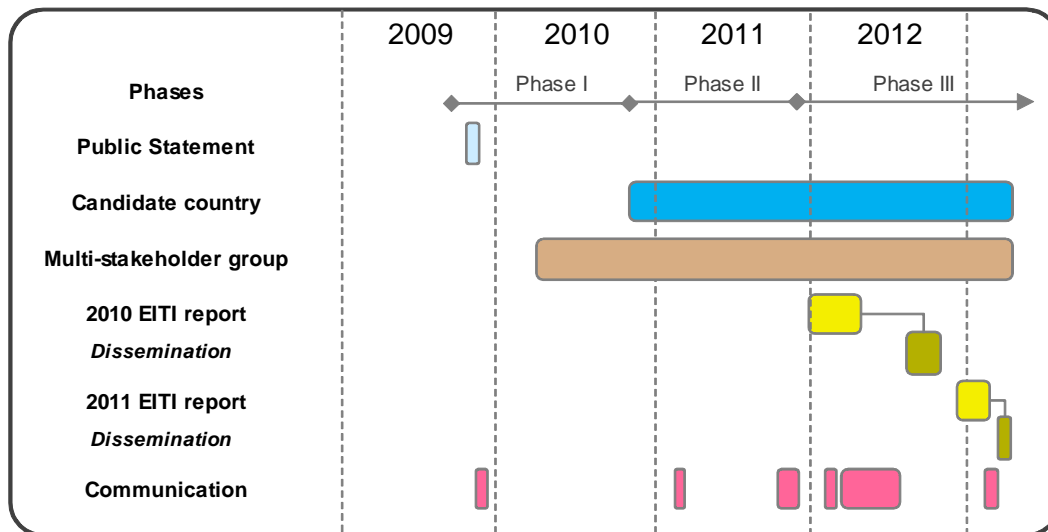 2009 2010 2011 2012
Phases Phase I Phase II Phase III
Public Statement
Candidate country
Multi-stakeholder group
2010 EITI report
Dissemination
2011 EITI report
Dissemination
Communication